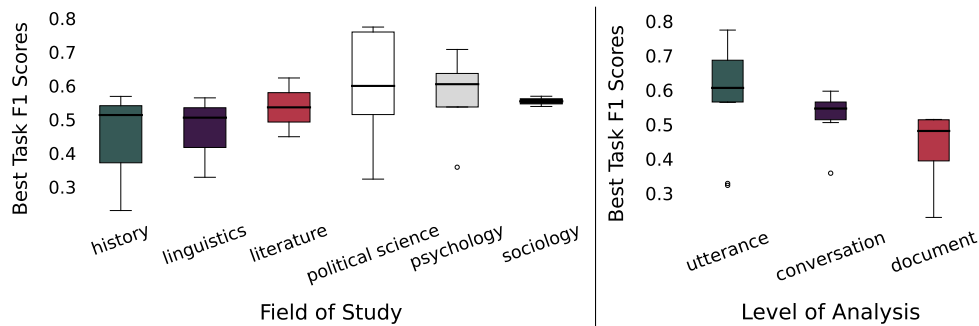 Best Task F1 Scores
0.8
0.7
0.6
0.5
0.4
0.3
history
linguistics
literature
political science
psychology
sociology
Field of Study
Best Task F1 Scores
0.8
0.7
0.6
0.5
0.4
0.3
utterance
conversation
document
Level of Analysis